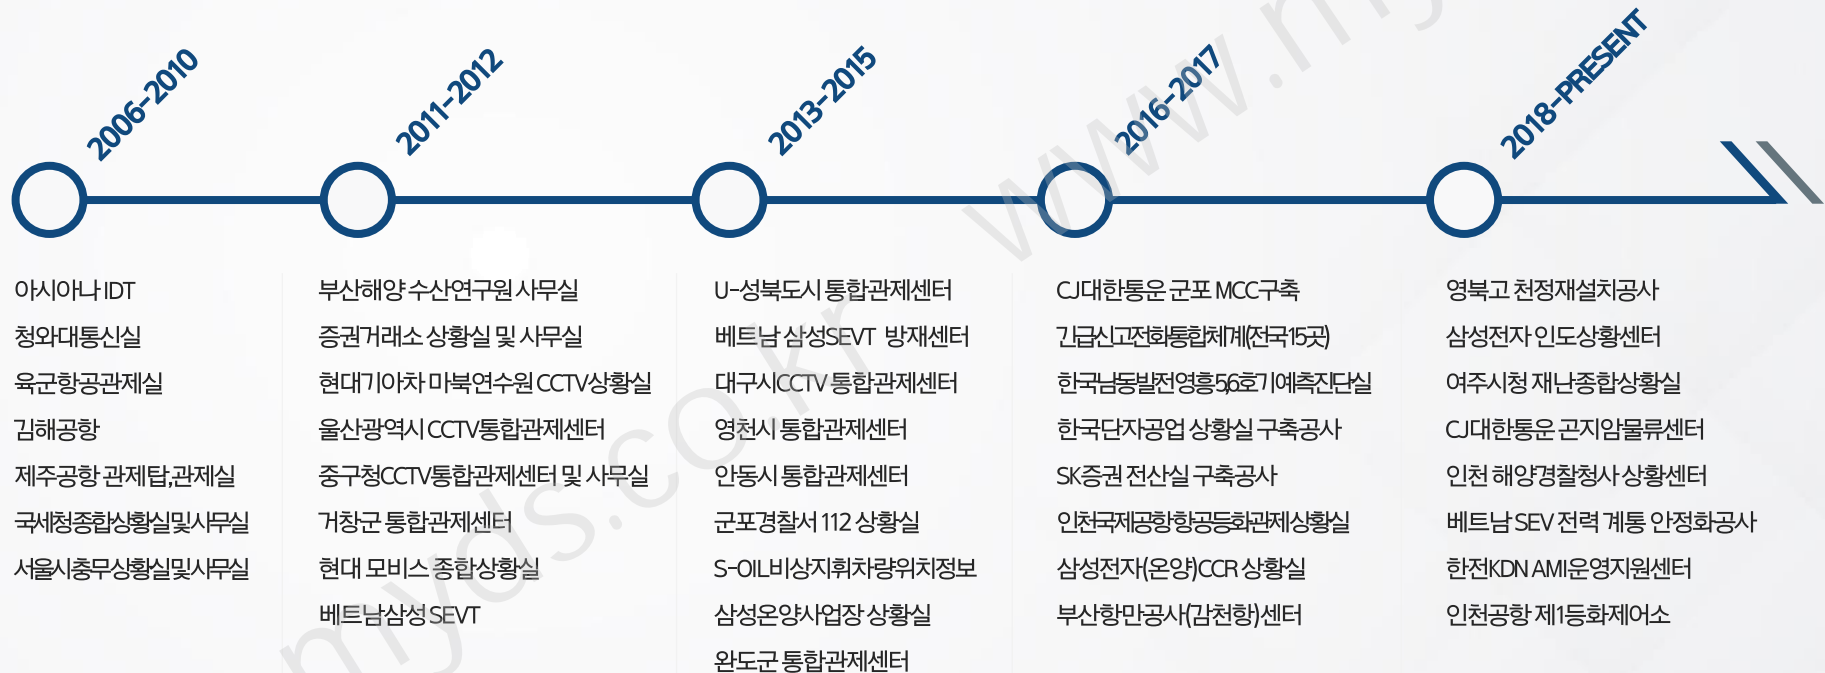 2006-2010
아시아나 IDT
청와대통신실
육군항공관제실
김해공항
제주공항 관제탑,관제실
국세청종합상황실및사무실
서울시충무상황실및사무실
2011-2012
부산해양 수산연구원 사무실
증권거래소 상황실 및 사무실
현대기아차 마북연수원 CCTV상황실
울산광역시 CCTV통합관제센터
중구청CCTV통합관제센터 및 사무실
거창군 통합관제센터
현대 모비스 종합상황실
베트남삼성 SEVT
2013-2015
U-성북도시 통합관제센터
베트남 삼성SEVT 방재센터
대구시CCTV 통합관제센터
영천시 통합관제센터
안동시 통합관제센터
군포경찰서 112 상황실
S-OIL비상지휘차량위치정보
삼성온양사업장 상황실
완도군 통합관제센터
2016-2017
CJ대한통운 군포 MCC구축
긴급신고전화통합체계(전국15곳)
한국남동발전영흥5,6호기예측진단실
한국단자공업 상황실 구축공사
SK증권 전산실 구축공사
인천국제공항항공등화관제상황실
삼성전자(온양)CCR 상황실
부산항만공사(감천항)센터
2018-PRESENT
영북고 천정재설치공사
삼성전자 인도상황센터
여주시청 재난종합상황실
CJ대한통운 곤지암물류센터
인천 해양경찰청사 상황센터
베트남 SEV 전력 계통 안정화공사
한전KDN AMI운영지원센터
인천공항 제1등화제어소
www.my
myds.co.kr